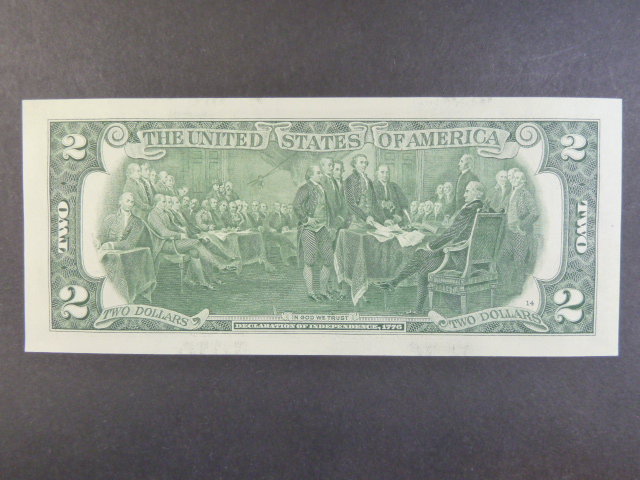 2 THE UNITED STATES OF AMERICA 2
TWO TWO
2 2
14
TWO DOLLARS IN GOD WE TRUST TWO DOLLARS
DECLARATION OF INDEPENDENCE, 1776